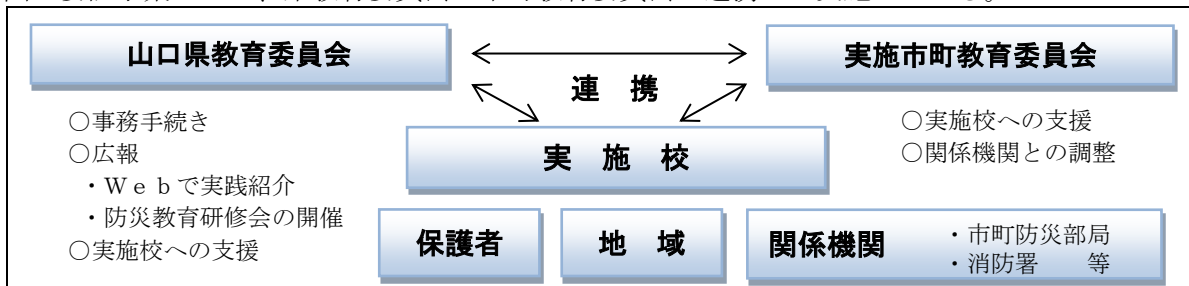 山口県教育委員会
実施市町教育委員会
連 携
○事務手続き
○広報
・Webで実践紹介
・防災教育研修会の開催
○実施校への支援
○実施校への支援
○関係機関との調整
実 施 校
保護者
地 域
関係機関
・市町防災部局
・消防署 等